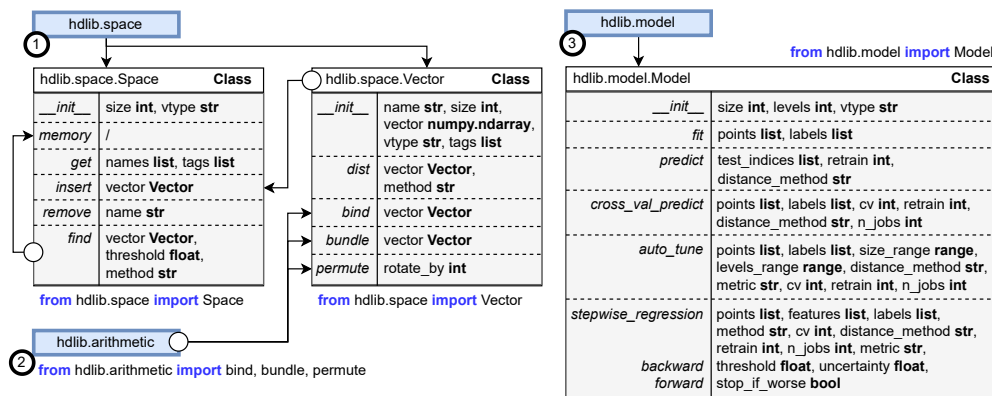 hdlib.space
1
hdlib.space.Space Class
__init__ size int, vtype str
memory /
get names list, tags list
insert vector Vector
remove name str
find vector Vector,
threshold float,
method str
from hdlib.space import Space
hdlib.space.Vector Class
__init__ name str, size int,
vector numpy.ndarray,
vtype str, tags list
dist vector Vector,
method str
bind vector Vector
bundle vector Vector
permute rotate_by int
from hdlib.space import Vector
hdlib.arithmetic
2
from hdlib.arithmetic import bind, bundle, permute
hdlib.model
3
from hdlib.model import Model
hdlib.model.Model Class
__init__ size int, levels int, vtype str
fit points list, labels list
predict test_indices list, retrain int,
distance_method str
cross_val_predict points list, labels list, cv int, retrain int,
distance_method str, n_jobs int
auto_tune points list, labels list, size_range range,
levels_range range, distance_method str,
metric str, cv int, retrain int, n_jobs int
stepwise_regression points list, features list, labels list,
method str, cv int, distance_method str,
retrain int, n_jobs int, metric str,
backward threshold float, uncertainty float,
forward stop_if_worse bool